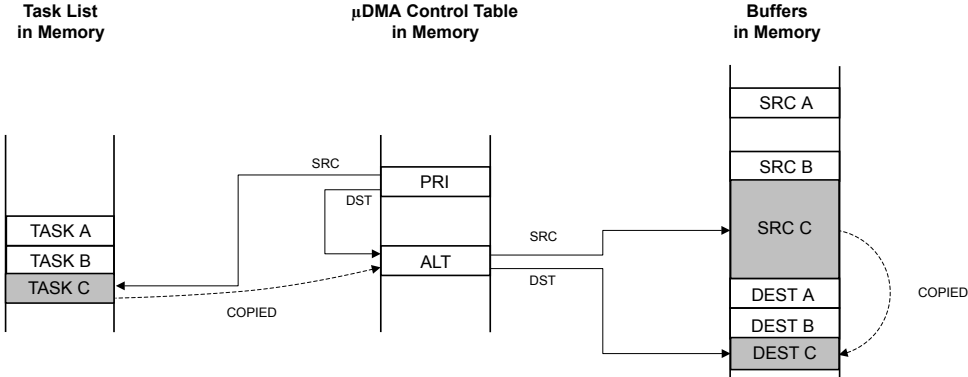 Task List
in Memory
µDMA Control Table
in Memory
Buffers
in Memory
SRC A
SRC B
SRC
PRI
DST
TASK A
TASK B
TASK C
ALT
SRC
DST
COPIED
SRC C
DEST A
DEST B
DEST C
COPIED